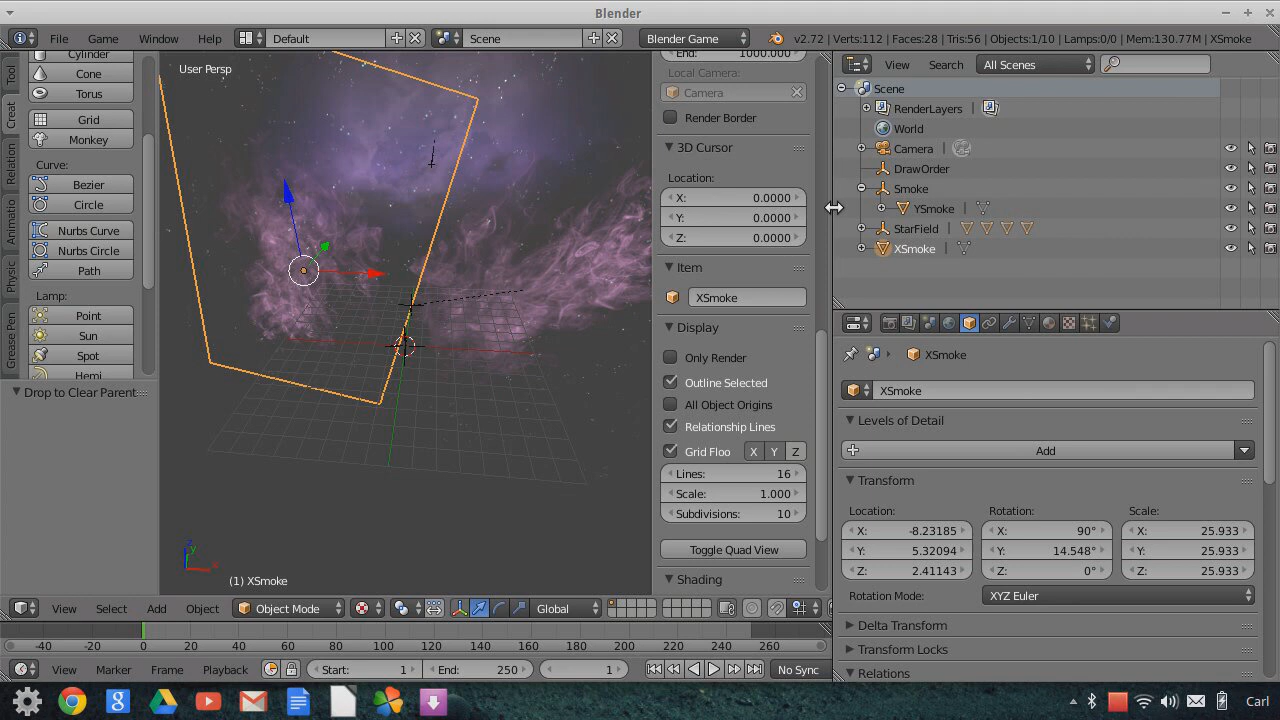 Blender
File Game Window Help Default Scene Blender Game v2.72 | Verts:112 | Faces:28 | Tris:56 | Objects:1/10 | Lamps:0/0 | Mem:130.77M | XSmoke
Tool
Creat
Relation
Animatio
Physic
Grease Pen
Cylinder
Cone
Torus
Grid
Monkey
Curve:
Bezier
Circle
Nurbs Curve
Nurbs Circle
Path
Lamp:
Point
Sun
Spot
Hemi
Drop to Clear Parent
User Persp
(1) XSmoke
End: 1000.000
Local Camera:
Camera
Render Border
3D Cursor
Location:
X: 0.0000
Y: 0.0000
Z: 0.0000
Item
XSmoke
Display
Only Render
Outline Selected
All Object Origins
Relationship Lines
Grid Floo X Y Z
Lines: 16
Scale: 1.000
Subdivisions: 10
Toggle Quad View
Shading
View Select Add Object Object Mode Global
View Search All Scenes
Scene
RenderLayers |
World
Camera |
DrawOrder
Smoke
YSmoke |
StarField |
XSmoke |
XSmoke
XSmoke
Levels of Detail
Add
Transform
Location: Rotation: Scale:
X: -8.23185 X: 90° X: 25.933
Y: 5.32094 Y: 14.548° Y: 25.933
Z: 2.41143 Z: 0° Z: 25.933
Rotation Mode: XYZ Euler
Delta Transform
Transform Locks
Relations
-40 -20 0 20 40 60 80 100 120 140 160 180 200 220 240 260
View Marker Frame Playback Start: 1 End: 250 1 No Sync
Carl